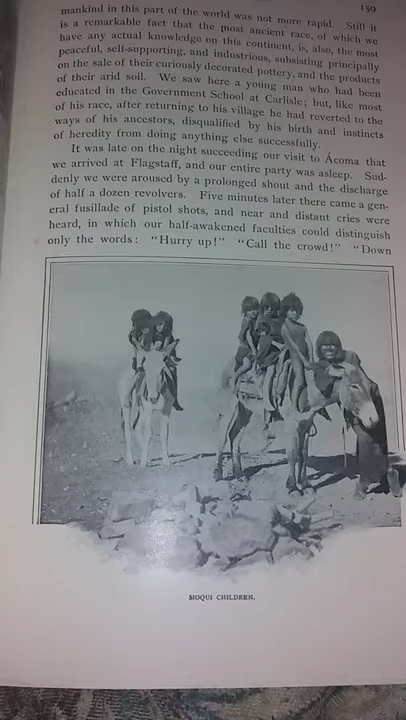 159
mankind in this part of the world was not more rapid. Still it
is a remarkable fact that the most ancient race, of which we
have any actual knowledge on this continent, is, also, the most
peaceful, self-supporting, and industrious, subsisting principally
on the sale of their curiously decorated pottery, and the products
of their arid soil. We saw here a young man who had been
educated in the Government School at Carlisle; but, like most
of his race, after returning to his village he had reverted to the
ways of his ancestors, disqualified by his birth and instincts
of heredity from doing anything else successfully.
It was late on the night succeeding our visit to Ácoma that
we arrived at Flagstaff, and our entire party was asleep. Sud-
denly we were aroused by a prolonged shout and the discharge
of half a dozen revolvers. Five minutes later there came a gen-
eral fusillade of pistol shots, and near and distant cries were
heard, in which our half-awakened faculties could distinguish
only the words: "Hurry up!" "Call the crowd!" "Down
MOQUI CHILDREN.